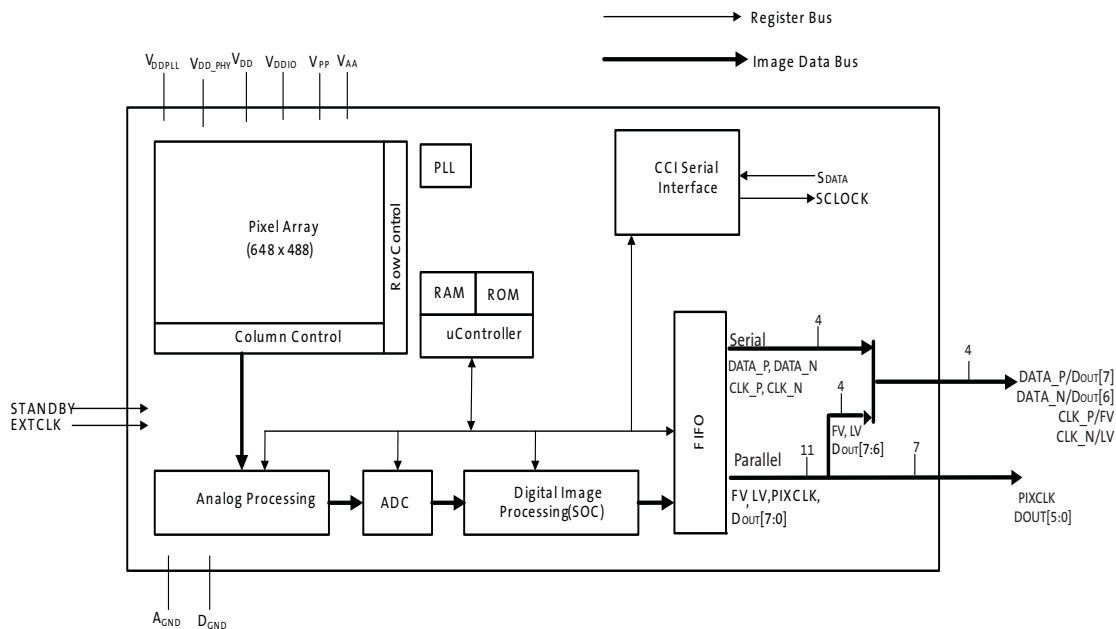 Register Bus
Image Data Bus
VDDPLL VDD_PHY VDD VDDIO VPP VAA
Pixel Array
(648 x 488)
Row Control
Column Control
PLL
CCI Serial
Interface
SDATA
SCLOCK
RAM ROM
uController
STANDBY
EXTCLK
FIFO
Serial
4
DATA_P, DATA_N
CLK_P, CLK_N
4
FV, LV
DOUT[7:6]
4
DATA_P/DOUT[7]
DATA_N/DOUT[6]
CLK_P/FV
CLK_N/LV
Parallel
11
7
FV, LV, PIXCLK,
DOUT[7:0]
PIXCLK
DOUT[5:0]
Analog Processing
ADC
Digital Image
Processing(SOC)
AGND DGND